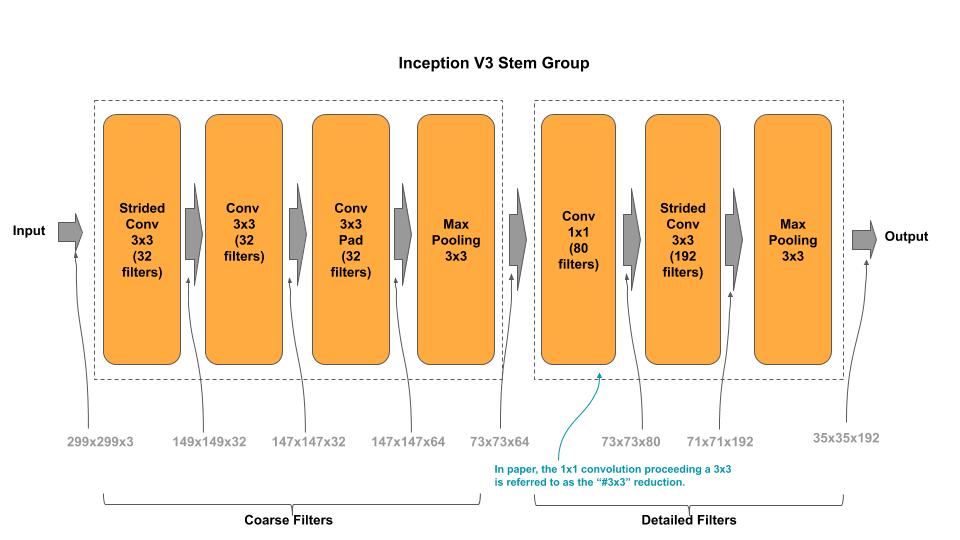 Inception V3 Stem Group
Input
Strided
Conv
3x3
(32
filters)
Conv
3x3
(32
filters)
Conv
3x3
Pad
(32
filters)
Max
Pooling
3x3
Conv
1x1
(80
filters)
Strided
Conv
3x3
(192
filters)
Max
Pooling
3x3
Output
299x299x3
149x149x32
147x147x32
147x147x64
73x73x64
73x73x80
71x71x192
35x35x192
In paper, the 1x1 convolution proceeding a 3x3
is referred to as the “#3x3” reduction.
Coarse Filters
Detailed Filters